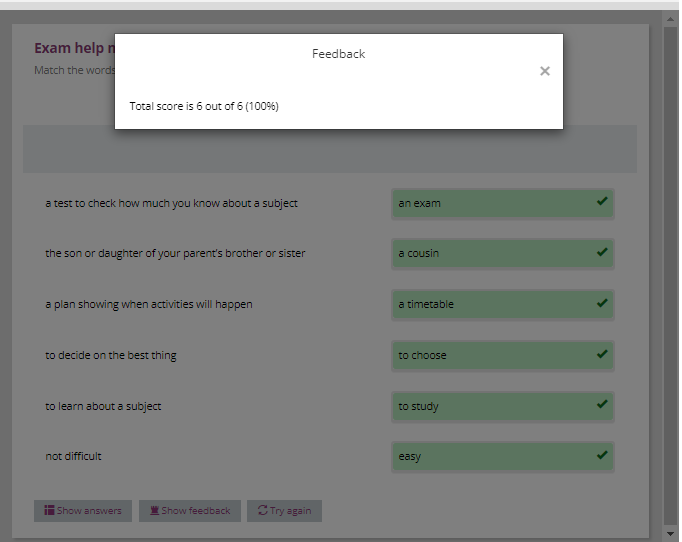 Exam help
Match the words
Feedback
Total score is 6 out of 6 (100%)
a test to check how much you know about a subject
an exam
the son or daughter of your parent's brother or sister
a cousin
a plan showing when activities will happen
a timetable
to decide on the best thing
to choose
to learn about a subject
to study
not difficult
easy
Show answers
Show feedback
Try again